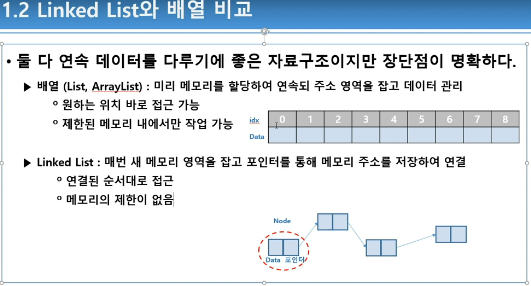 1.2 Linked List와 배열 비교
• 둘 다 연속 데이터를 다루기에 좋은 자료구조이지만 장단점이 명확하다.
▶ 배열 (List, ArrayList) : 미리 메모리를 할당하여 연속되 주소 영역을 잡고 데이터 관리
o 원하는 위치 바로 접근 가능
o 제한된 메모리 내에서만 작업 가능
idx 0 1 2 3 4 5 6 7 8
Data
▶ Linked List : 매번 새 메모리 영역을 잡고 포인터를 통해 메모리 주소를 저장하여 연결
o 연결된 순서대로 접근
o 메모리의 제한이 없음
Node
Data 포인터